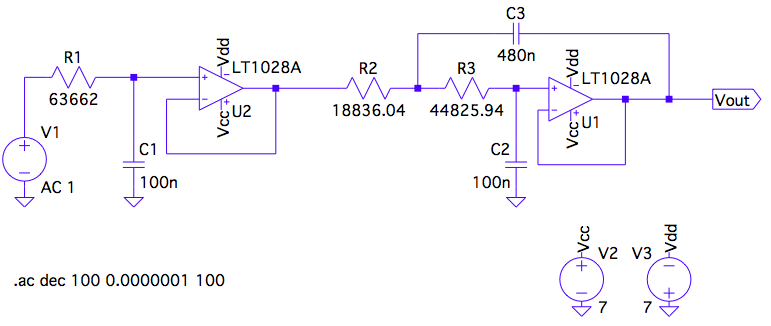 C3
480n
R1
63662
Vdd
LT1028A
U2
Vcc
R2
18836.04
R3
44825.94
Vdd
LT1028A
U1
Vcc
Vout
V1
AC 1
C1
100n
C2
100n
Vcc
V2
7
V3
Vdd
7
.ac dec 100 0.0000001 100